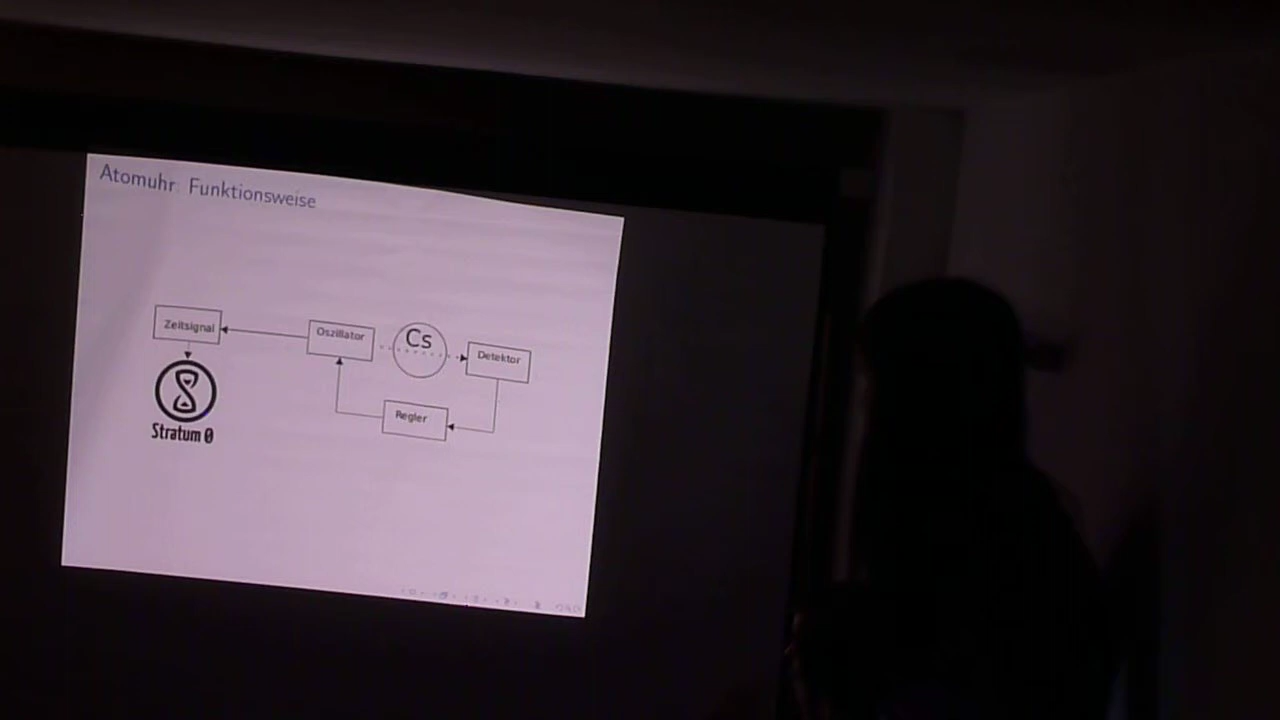 Atomuhr: Funktionsweise
Zeitsignal
Oszillator
Cs
Detektor
Regler
Stratum 0